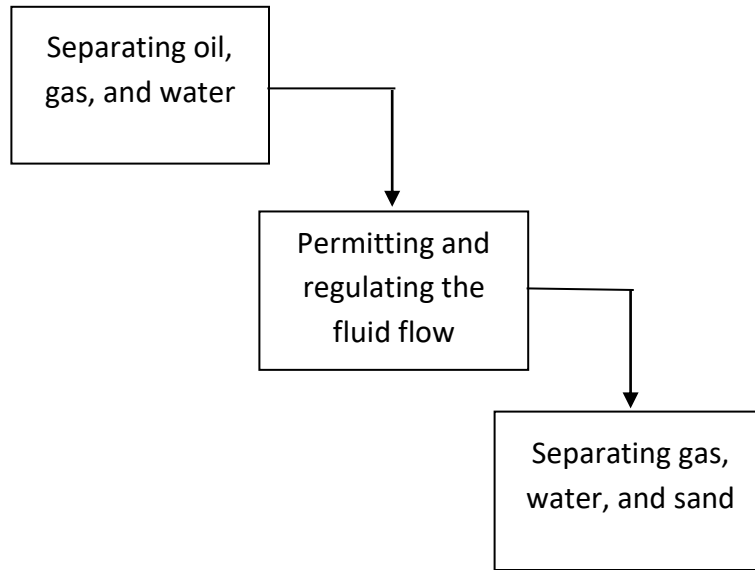 Separating oil,
gas, and water
Permitting and
regulating the
fluid flow
Separating gas,
water, and sand